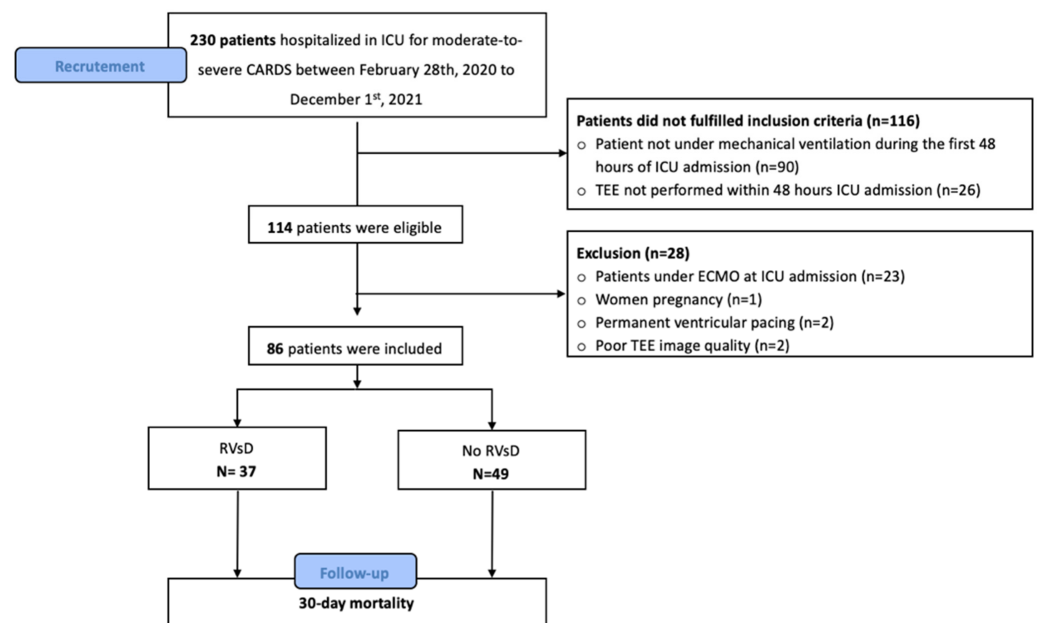 230 patients hospitalized in ICU for moderate-to-
severe CARDS between February 28th, 2020 to
December 1st, 2021
Recrutement
Patients did not fulfilled inclusion criteria (n=116)
o Patient not under mechanical ventilation during the first 48
hours of ICU admission (n=90)
o TEE not performed within 48 hours ICU admission (n=26)
114 patients were eligible
Exclusion (n=28)
o Patients under ECMO at ICU admission (n=23)
o Women pregnancy (n=1)
o Permanent ventricular pacing (n=2)
o Poor TEE image quality (n=2)
86 patients were included
RVsD
N= 37
No RVsD
N=49
Follow-up
30-day mortality